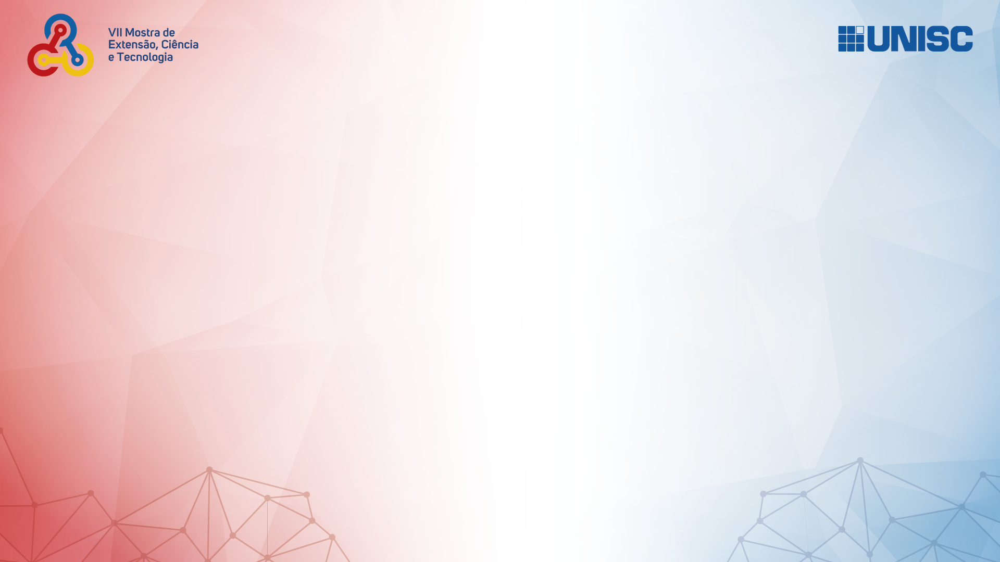 VII Mostra de
Extensão, Ciência
e Tecnologia
UNISC